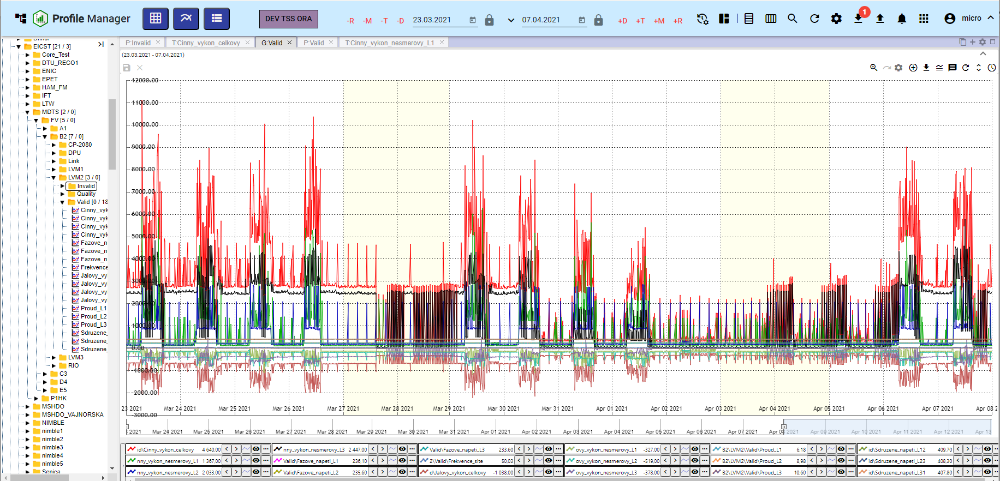 Profile Manager
DEV TSS ORA
-R -M -T -D 23.03.2021 07.04.2021 +D +T +M +R
1
micro
P:Invalid
T:Cinny_vykon_celkovy
G:Valid
P:Valid
T:Cinny_vykon_nesmerovy_L1
(23.03.2021 - 07.04.2021)
EICST [21 / 3]
Core_Test
DTU_RECO1
ENIC
EPET
HAM_FM
IFT
LTW
MDTS [2 / 0]
FV [5 / 0]
A1
B2 [7 / 0]
CP-2080
DPU
Link
LVM1
LVM2 [3 / 0]
Invalid
Quality
Valid [0 / 18
Cinny_vyk
Cinny_vyk
Cinny_vyk
Cinny_vyk
Fazove_n
Fazove_n
Fazove_n
Frekvence
Jalovy_vy
Jalovy_vy
Jalovy_vy
Jalovy_vy
Proud_L1
Proud_L2
Proud_L3
Sdruzene_
Sdruzene_
Sdruzene_
LVM3
RIO
C3
D4
E5
P1HK
MSHDO
MSHDO_VAJNORSKA
NIMBLE
nimble1
nimble2
nimble3
nimble4
nimble5
Senica
12000.00
11000.00
10000.00
9000.00
8000.00
7000.00
6000.00
5000.00
4000.00
3000.00
2000.00
1000.00
0.00
-1000.00
-2000.00
-3000.00
23 2021 Mar 24 2021 Mar 25 2021 Mar 26 2021 Mar 27 2021 Mar 28 2021 Mar 29 2021 Mar 30 2021 Mar 31 2021 Apr 01 2021 Apr 02 2021 Apr 03 2021 Apr 04 2021 Apr 05 2021 Apr 06 2021 Apr 07 2021 Apr 08 2
2021 Mar 24 2021 Mar 25 2021 Mar 26 2021 Mar 27 2021 Mar 28 2021 Mar 29 2021 Mar 30 2021 Mar 31 2021 Apr 01 2021 Apr 02 2021 Apr 03 2021 Apr 04 2021 Apr 05 2021 Apr 06 2021 Apr 07 2021 Apr 08 2021 Apr 09 2021 Apr 10 2021 Apr 11 2021 Apr 12 2021 Apr 13
id\Cinny_vykon_celkovy 4 640,00 nny_vykon_nesmerovy_L3 2 447,00 Valid\Fazove_napeti_L3 233,60 ovy_vykon_nesmerovy_L1 -327,00 B2\LVM2\Valid\Proud_L1 6,18 id\Sdruzene_napeti_L12 409,70
nny_vykon_nesmerovy_L1 1 367,00 Valid\Fazove_napeti_L1 236,10 2\Valid\Frekvence_site 50,03 ovy_vykon_nesmerovy_L2 -519,00 B2\LVM2\Valid\Proud_L2 8,98 id\Sdruzene_napeti_L23 408,30
nny_vykon_nesmerovy_L2 2 033,00 Valid\Fazove_napeti_L2 235,60 d\Jalovy_vykon_celkovy -1 038,00 ovy_vykon_nesmerovy_L3 -378,00 B2\LVM2\Valid\Proud_L3 10,60 id\Sdruzene_napeti_L31 407,80